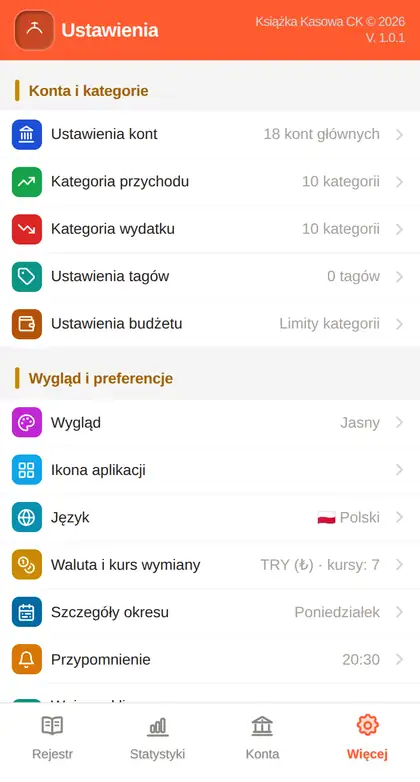 Ustawienia
Książka Kasowa CK © 2026
V. 1.0.1
Konta i kategorie
Ustawienia kont 18 kont głównych
Kategoria przychodu 10 kategorii
Kategoria wydatku 10 kategorii
Ustawienia tagów 0 tagów
Ustawienia budżetu Limity kategorii
Wygląd i preferencje
Wygląd Jasny
Ikona aplikacji
Język Polski
Waluta i kurs wymiany TRY (₺) · kursy: 7
Szczegóły okresu Poniedziałek
Przypomnienie 20:30
Rejestr Statystyki Konta Więcej